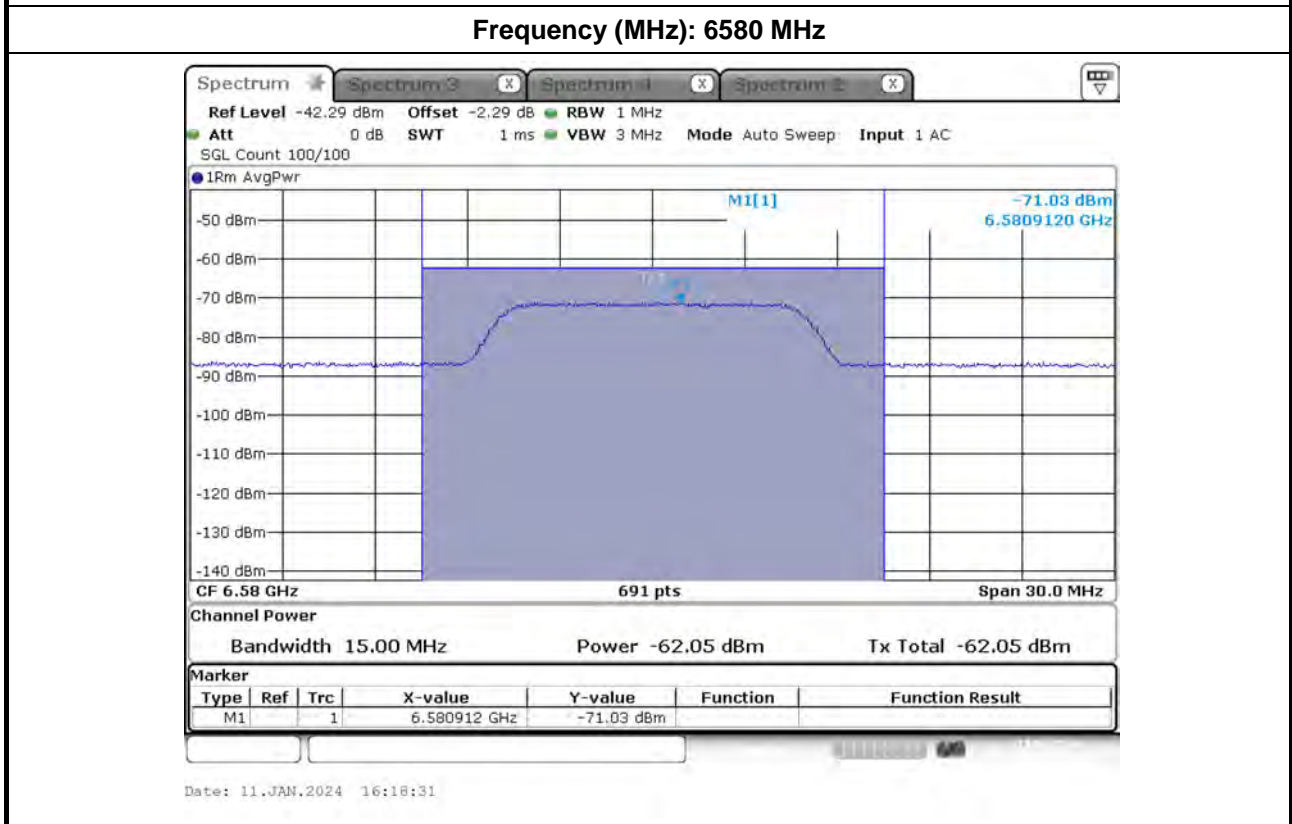 Frequency (MHz): 6580 MHz
Spectrum Spectrum 3 X Spectrum 4 X Spectrum 2 X
Ref Level -42.29 dBm Offset -2.29 dB RBW 1 MHz
Att 0 dB SWT 1 ms VBW 3 MHz Mode Auto Sweep Input 1 AC
SGL Count 100/100
1Rm AvgPwr
M1[1] -71.03 dBm
6.5809120 GHz
-50 dBm
-60 dBm
-70 dBm
-80 dBm
-90 dBm
-100 dBm
-110 dBm
-120 dBm
-130 dBm
-140 dBm
CF 6.58 GHz 691 pts Span 30.0 MHz
Channel Power
Bandwidth 15.00 MHz Power -62.05 dBm Tx Total -62.05 dBm
Marker
Type Ref Trc X-value Y-value Function Function Result
M1 1 6.580912 GHz -71.03 dBm
Date: 11.JAN.2024 16:18:31